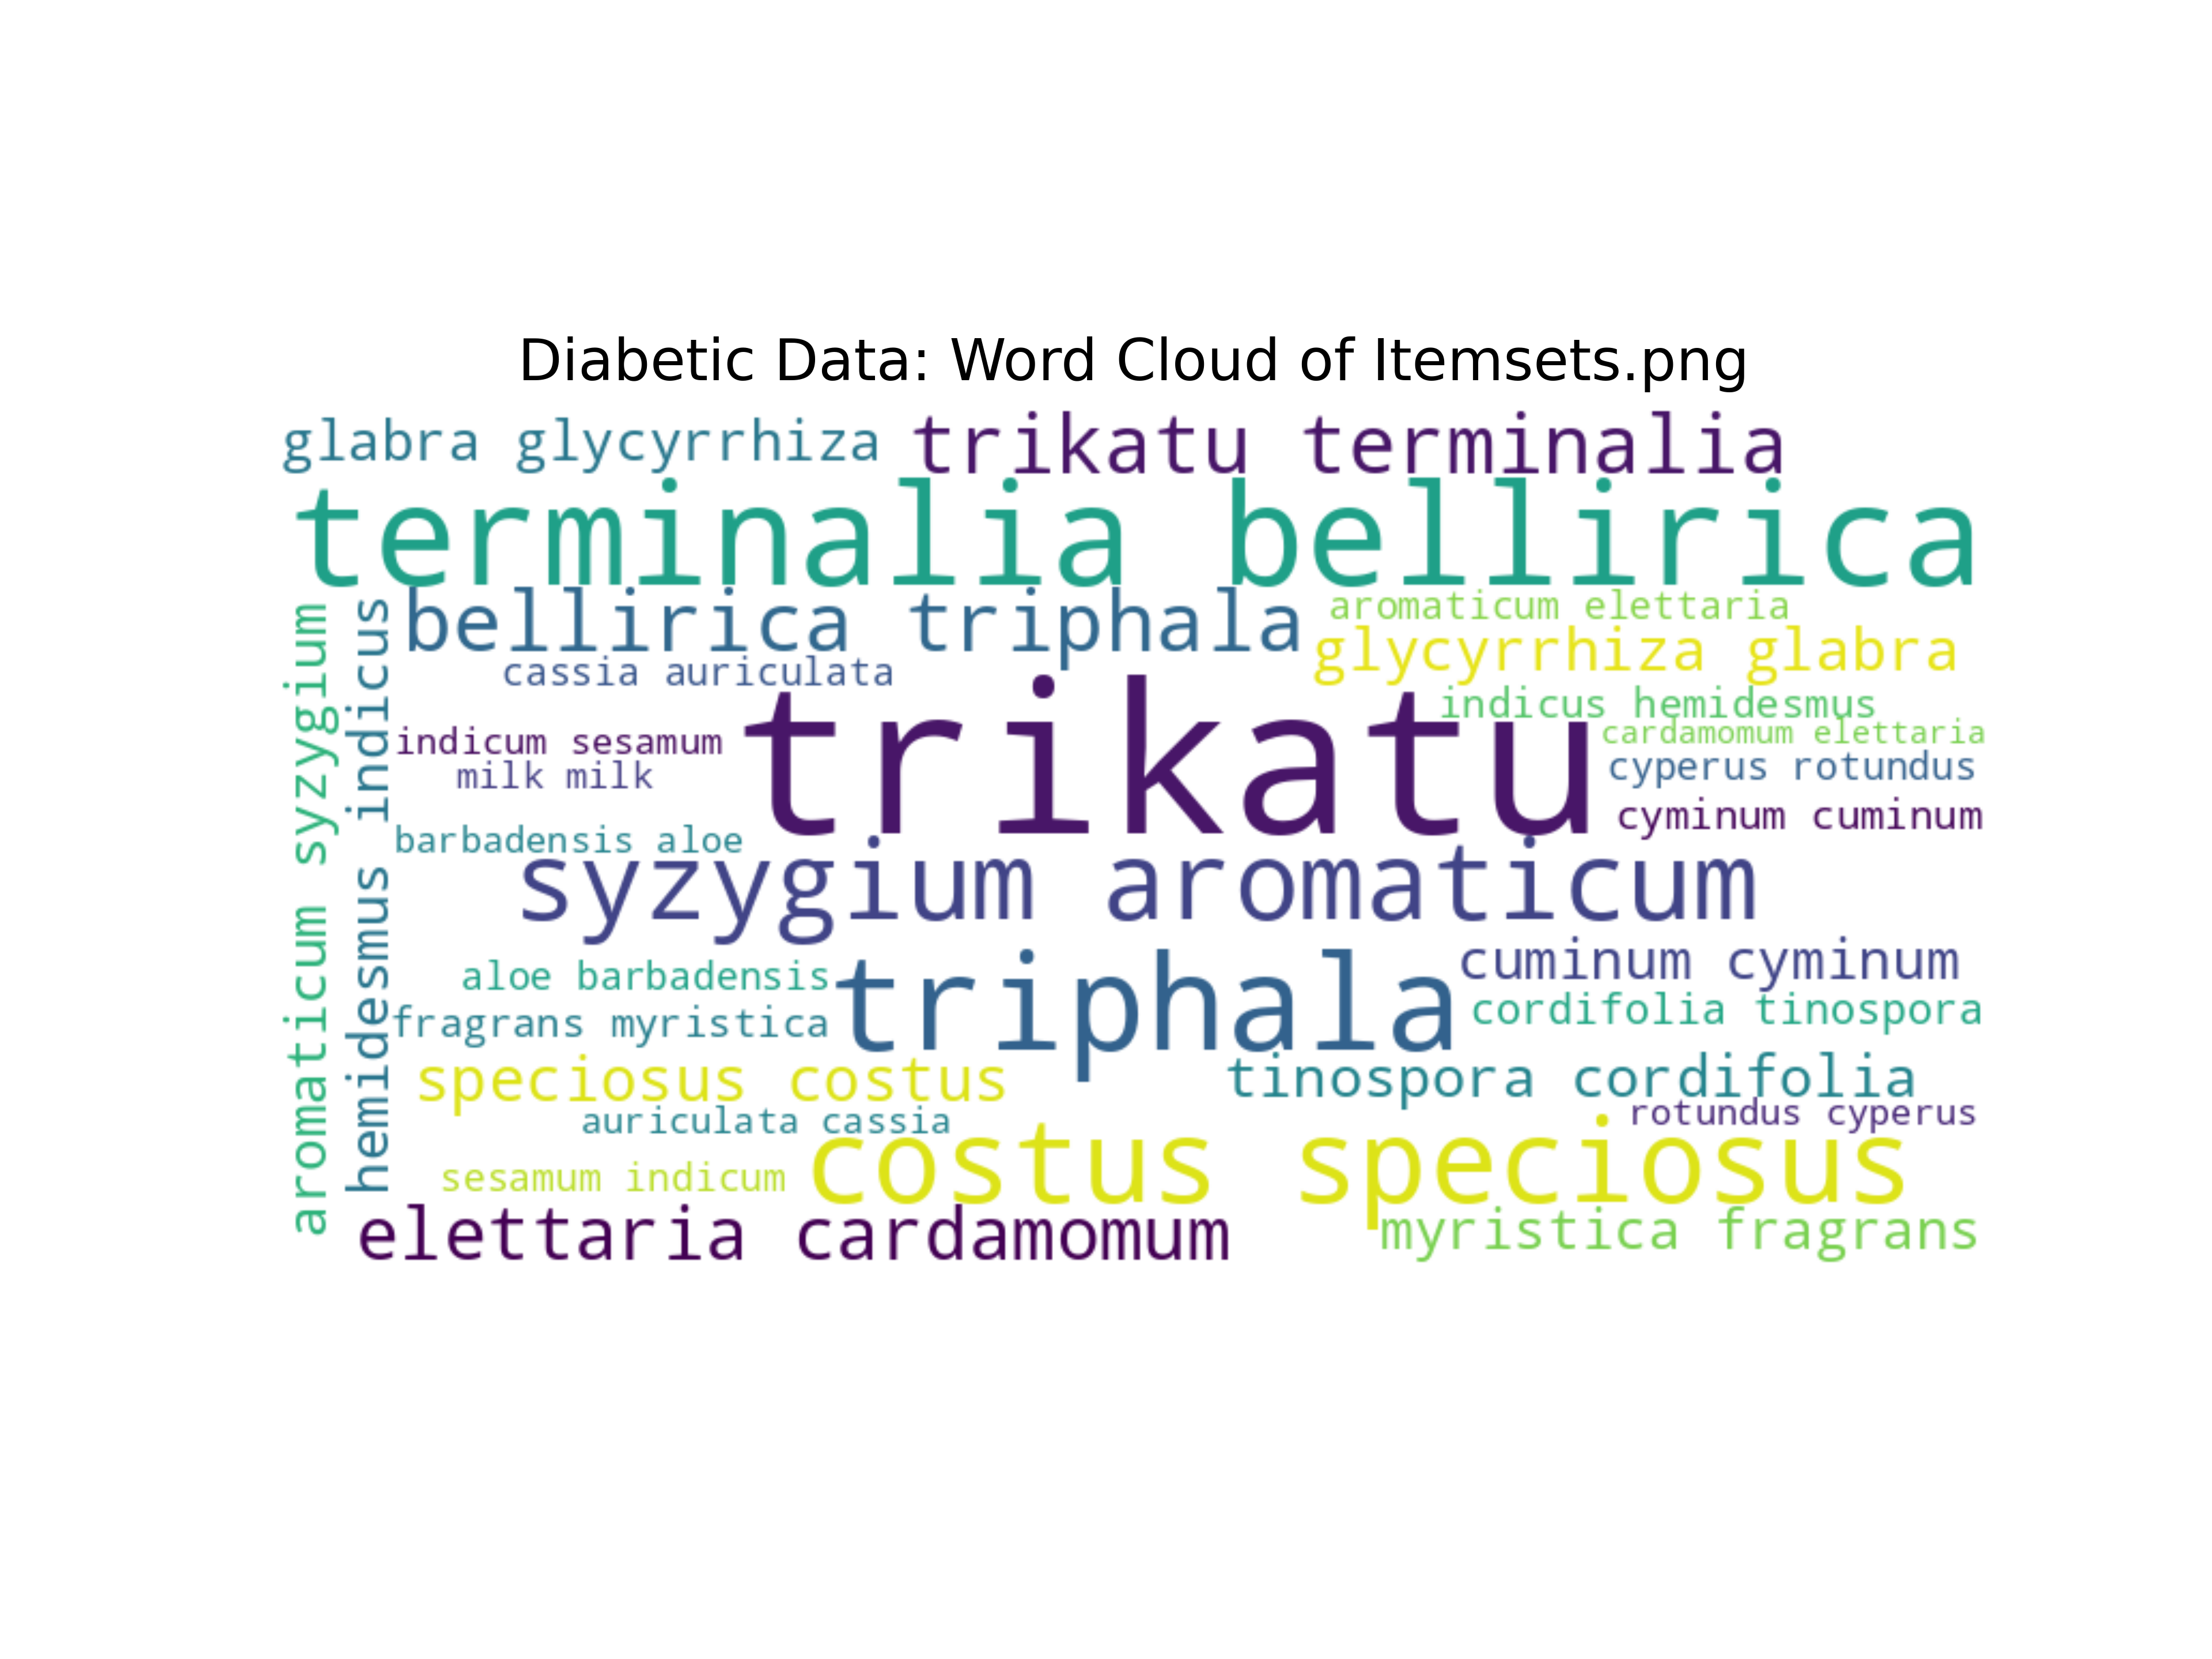 Diabetic Data: Word Cloud of Itemsets.png
glabra glycyrrhiza
trikatu terminalia
terminalia bellirica
bellirica triphala
aromaticum elettaria
glycyrrhiza glabra
cassia auriculata
trikatu
indicus hemidesmus
cardamomum elettaria
indicum sesamum
milk milk
cyperus rotundus
cyminum cuminum
barbadensis aloe
syzygium aromaticum
aromaticum syzygium
hemidesmus indicus
cuminum cyminum
aloe barbadensis
triphala
cordifolia tinospora
fragrans myristica
speciosus costus
tinospora cordifolia
auriculata cassia
rotundus cyperus
costus speciosus
sesamum indicum
elettaria cardamomum
myristica fragrans